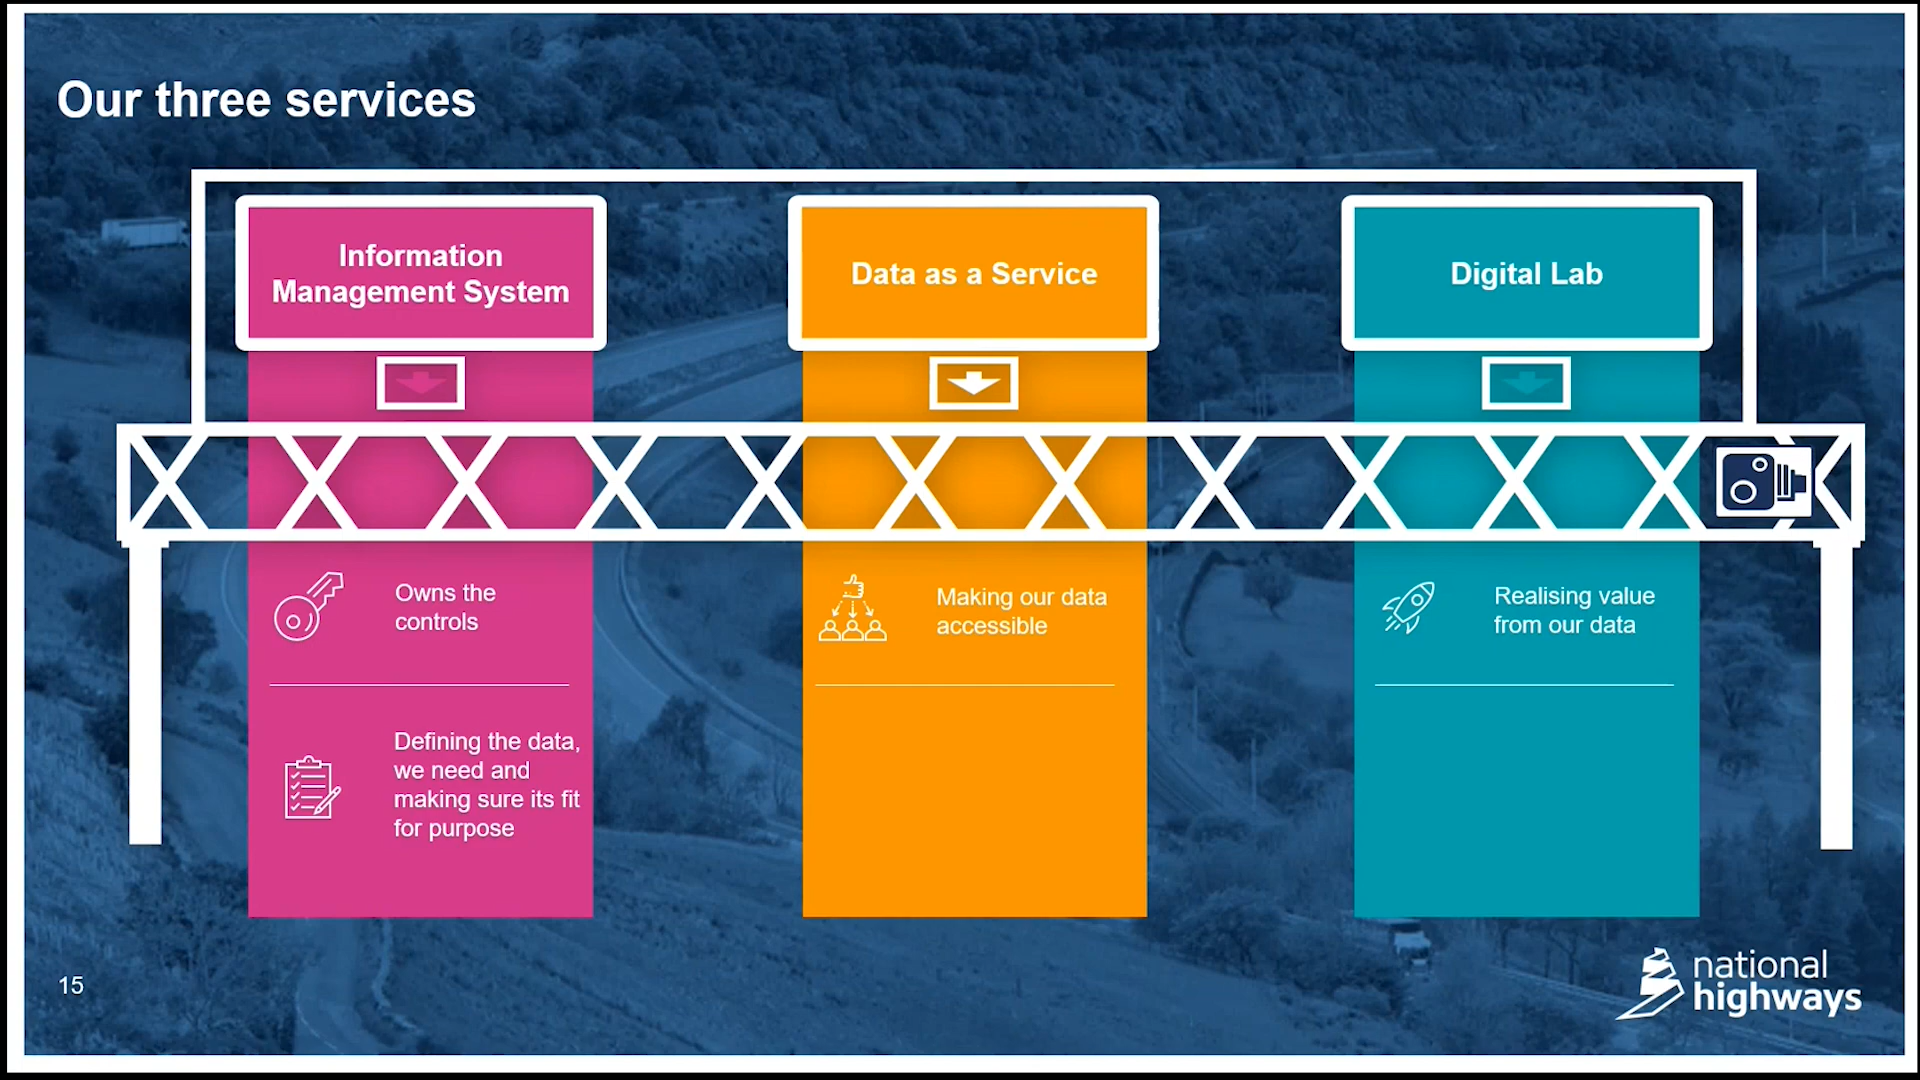 Our three services
Information
Management System
Data as a Service
Digital Lab
Owns the
controls
Making our data
accessible
Realising value
from our data
Defining the data,
we need and
making sure its fit
for purpose
15
national
highways